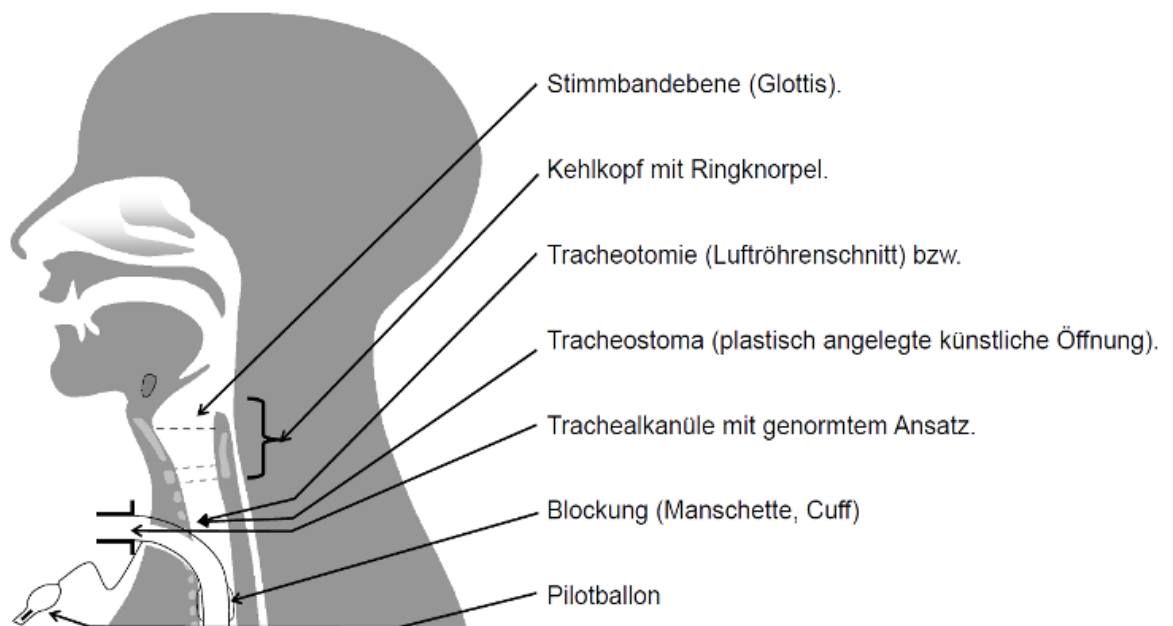 Stimmbandebene (Glottis).
Kehlkopf mit Ringknorpel.
Tracheotomie (Luftröhrenschnitt) bzw.
Tracheostoma (plastisch angelegte künstliche Öffnung).
Trachealkanüle mit genormtem Ansatz.
Blockung (Manschette, Cuff)
Pilotballon